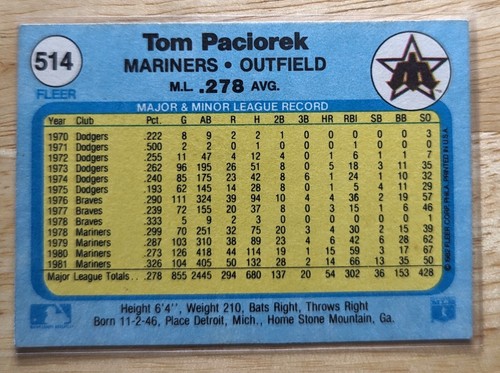 514
FLEER
Tom Paciorek
MARINERS • OUTFIELD
M.L. .278 AVG.
MAJOR & MINOR LEAGUE RECORD
Year Club Pct. G AB R H 2B 3B HR RBI SB BB SO
1970 Dodgers .222 8 9 2 2 1 0 0 0 0 0 3
1971 Dodgers .500 2 2 0 1 0 0 0 1 0 0 0
1972 Dodgers .255 11 47 4 12 4 0 1 6 1 1 7
1973 Dodgers .262 96 195 26 51 8 0 5 18 3 11 35
1974 Dodgers .240 85 175 23 42 8 6 1 24 1 10 32
1975 Dodgers .193 62 145 14 28 8 0 1 5 4 11 29
1976 Braves .290 111 324 39 94 10 4 4 36 2 19 57
1977 Braves .239 72 155 20 37 8 0 3 15 1 6 46
1978 Braves .333 5 9 2 3 0 0 0 0 0 0 1
1978 Mariners .299 70 251 32 75 20 3 4 30 2 15 39
1979 Mariners .287 103 310 38 89 23 4 6 42 6 28 62
1980 Mariners .273 126 418 44 114 19 1 15 59 3 17 67
1981 Mariners .326 104 405 50 132 28 2 14 66 13 35 50
Major League Totals . . .278 855 2445 294 680 137 20 54 302 36 153 428
© 1982 FLEER CORP. PHILA. PRINTED IN U.S.A.
Height 6'4'', Weight 210, Bats Right, Throws Right
Born 11-2-46, Place Detroit, Mich., Home Stone Mountain, Ga.